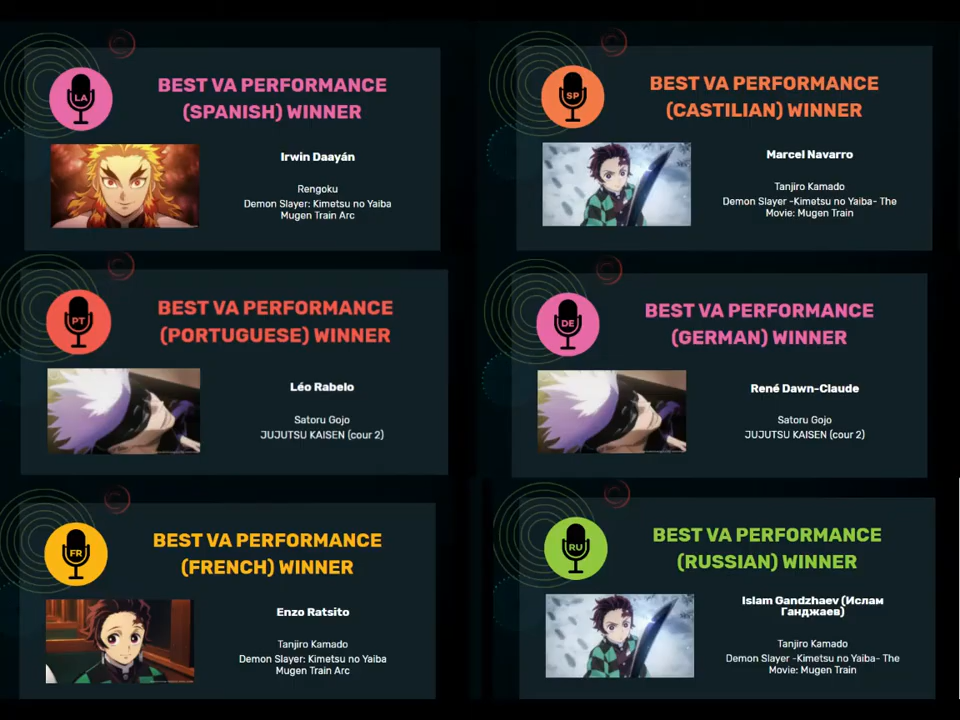 LA
BEST VA PERFORMANCE
(SPANISH) WINNER
Irwin Daayán
Rengoku
Demon Slayer: Kimetsu no Yaiba
Mugen Train Arc
SP
BEST VA PERFORMANCE
(CASTILIAN) WINNER
Marcel Navarro
Tanjiro Kamado
Demon Slayer -Kimetsu no Yaiba- The
Movie: Mugen Train
PT
BEST VA PERFORMANCE
(PORTUGUESE) WINNER
Léo Rabelo
Satoru Gojo
JUJUTSU KAISEN (cour 2)
DE
BEST VA PERFORMANCE
(GERMAN) WINNER
René Dawn-Claude
Satoru Gojo
JUJUTSU KAISEN (cour 2)
FR
BEST VA PERFORMANCE
(FRENCH) WINNER
Enzo Ratsito
Tanjiro Kamado
Demon Slayer: Kimetsu no Yaiba
Mugen Train Arc
RU
BEST VA PERFORMANCE
(RUSSIAN) WINNER
Islam Gandzhaev (Ислам
Ганджаев)
Tanjiro Kamado
Demon Slayer -Kimetsu no Yaiba- The
Movie: Mugen Train